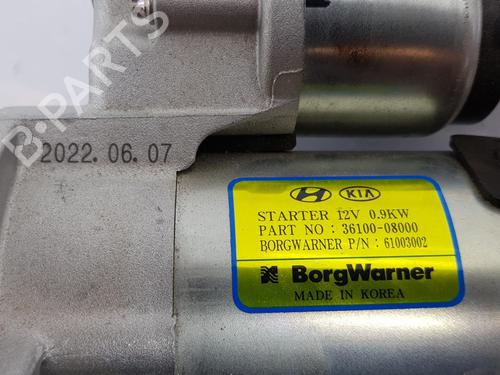 B-PARTS
2022.06.07
KIA
STARTER 12V 0.9KW
PART NO : 36100-08000
BORGWARNER P/N : 61003002
BorgWarner
MADE IN KOREA